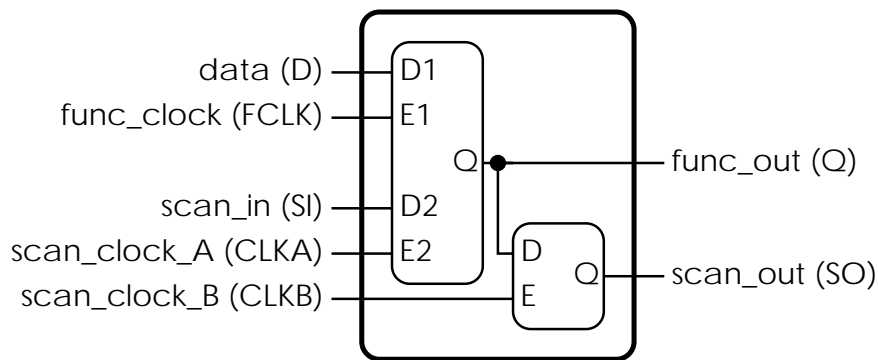 data (D)
func_clock (FCLK)
scan_in (SI)
scan_clock_A (CLKA)
scan_clock_B (CLKB)
D1
E1
Q
D2
E2
D
Q
E
func_out (Q)
scan_out (SO)